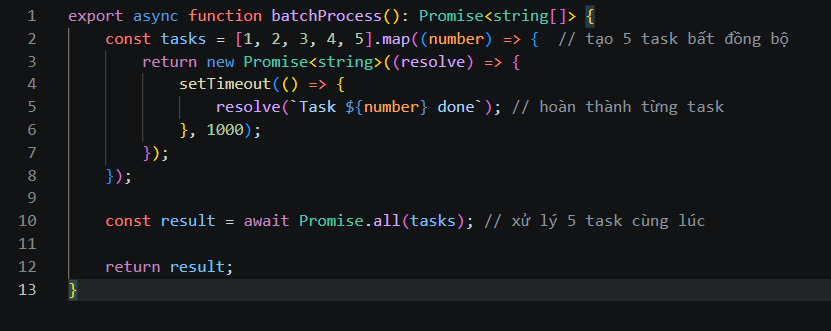 1 export async function batchProcess(): Promise<string[]> {
2     const tasks = [1, 2, 3, 4, 5].map((number) => {  // tạo 5 task bất đồng bộ
3         return new Promise<string>((resolve) => {
4             setTimeout(() => {
5                 resolve(`Task ${number} done`); // hoàn thành từng task
6             }, 1000);
7         });
8     });
9
10     const result = await Promise.all(tasks); // xử lý 5 task cùng lúc
11
12     return result;
13 }